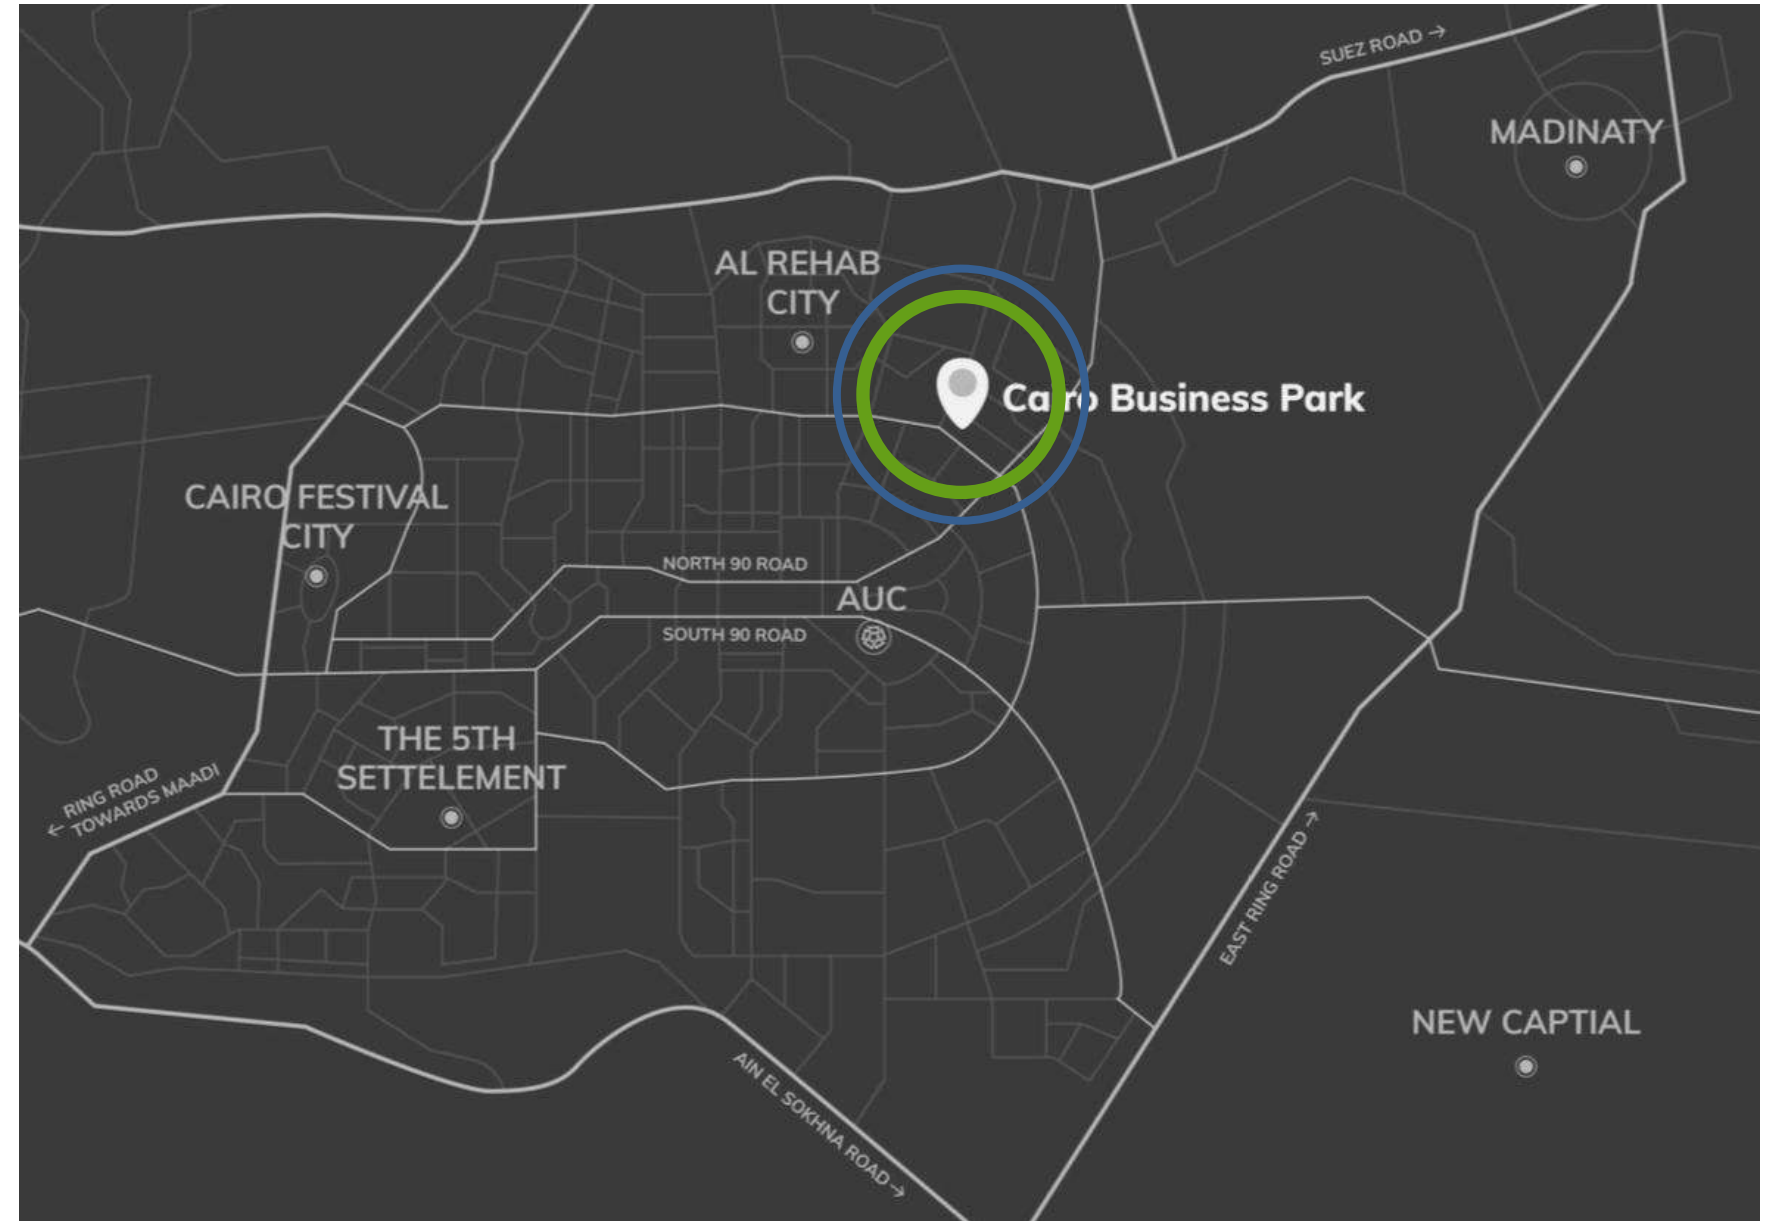 SUEZ ROAD →
MADINATY
AL REHAB
CITY
Cairo Business Park
CAIRO FESTIVAL
CITY
NORTH 90 ROAD
AUC
SOUTH 90 ROAD
THE 5TH
SETTELEMENT
← RING ROAD
TOWARDS MAADI
EAST RING ROAD →
NEW CAPTIAL
AIN EL SOKHNA ROAD →